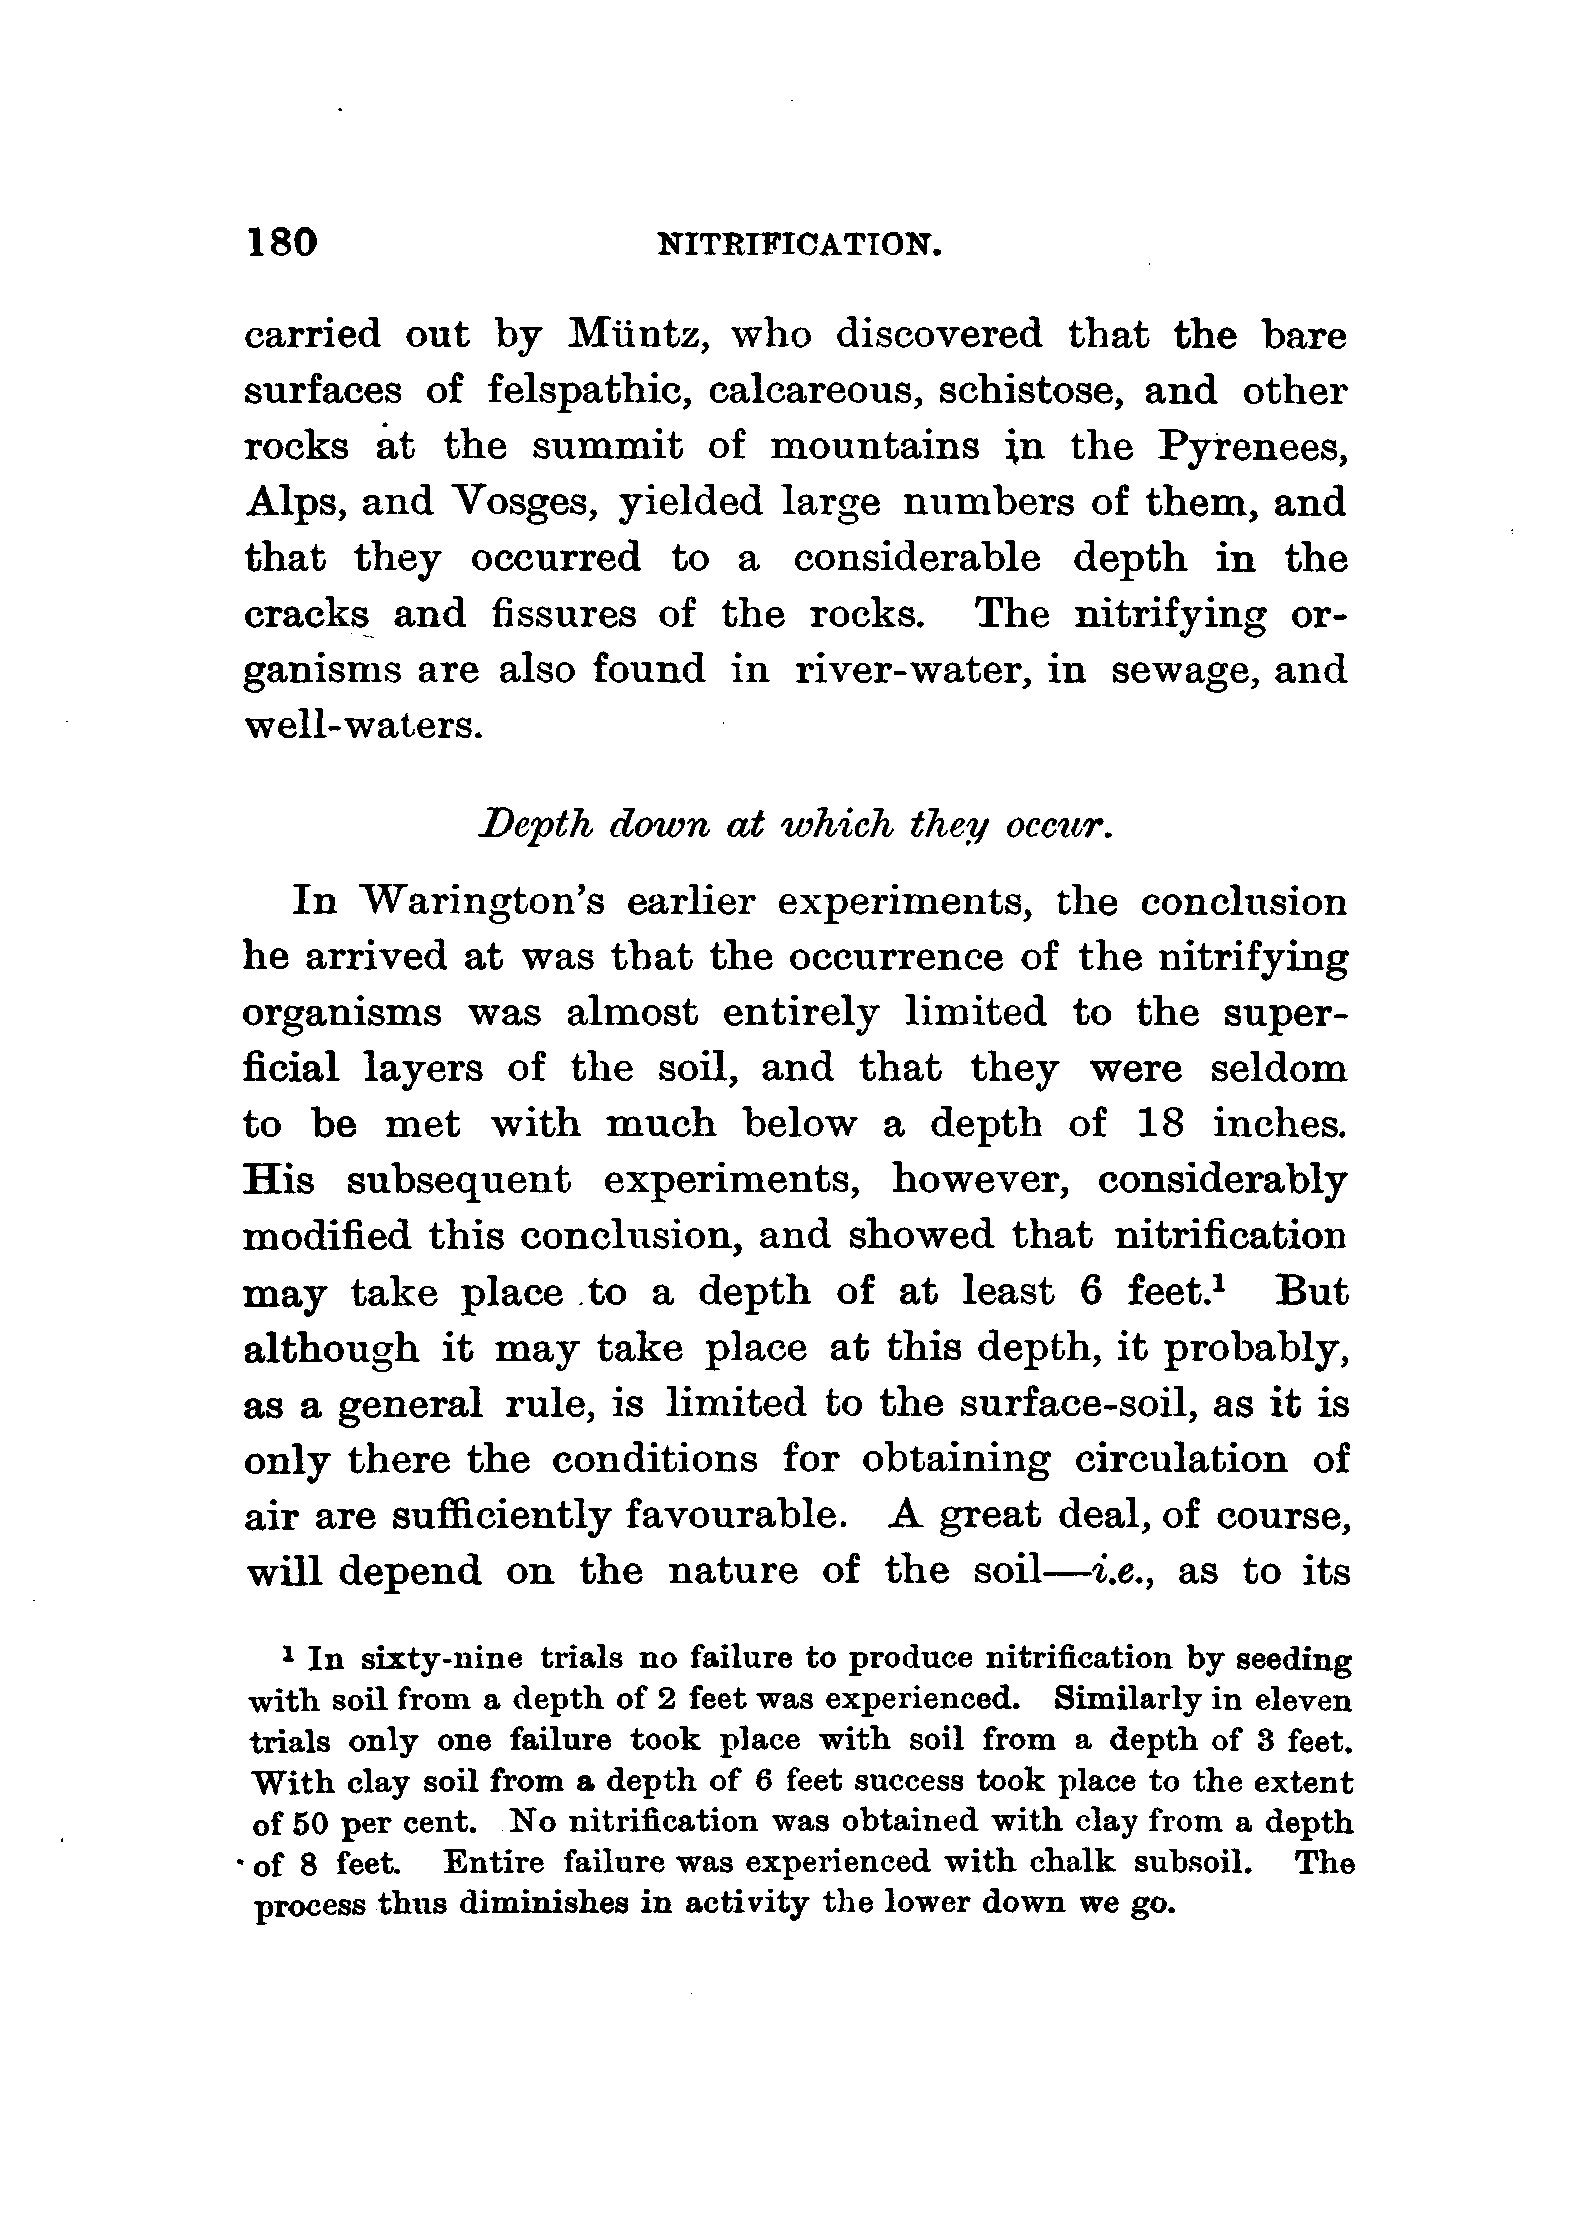 180 NITRIFICATION.
carried out by Müntz, who discovered that the bare
surfaces of felspathic, calcareous, schistose, and other
rocks at the summit of mountains in the Pyrenees,
Alps, and Vosges, yielded large numbers of them, and
that they occurred to a considerable depth in the
cracks and fissures of the rocks. The nitrifying or-
ganisms are also found in river-water, in sewage, and
well-waters.
Depth down at which they occur.
In Warington's earlier experiments, the conclusion
he arrived at was that the occurrence of the nitrifying
organisms was almost entirely limited to the super-
ficial layers of the soil, and that they were seldom
to be met with much below a depth of 18 inches.
His subsequent experiments, however, considerably
modified this conclusion, and showed that nitrification
may take place to a depth of at least 6 feet.¹ But
although it may take place at this depth, it probably,
as a general rule, is limited to the surface-soil, as it is
only there the conditions for obtaining circulation of
air are sufficiently favourable. A great deal, of course,
will depend on the nature of the soil—i.e., as to its
¹ In sixty-nine trials no failure to produce nitrification by seeding
with soil from a depth of 2 feet was experienced. Similarly in eleven
trials only one failure took place with soil from a depth of 3 feet.
With clay soil from a depth of 6 feet success took place to the extent
of 50 per cent. No nitrification was obtained with clay from a depth
of 8 feet. Entire failure was experienced with chalk subsoil. The
process thus diminishes in activity the lower down we go.